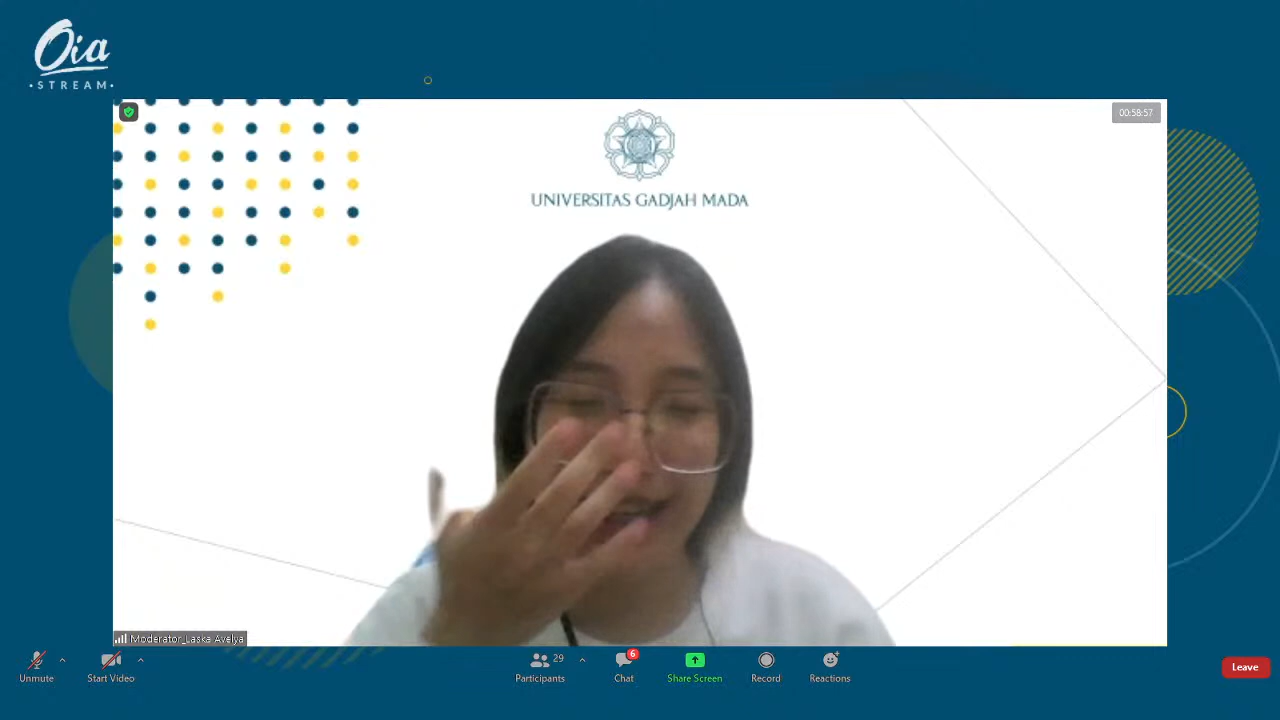 Oia
• STREAM •
00:58:57
UNIVERSITAS GADJAH MADA
Moderator_Laska Avelya
29
6
Unmute
Start Video
Participants
Chat
Share Screen
Record
Reactions
Leave